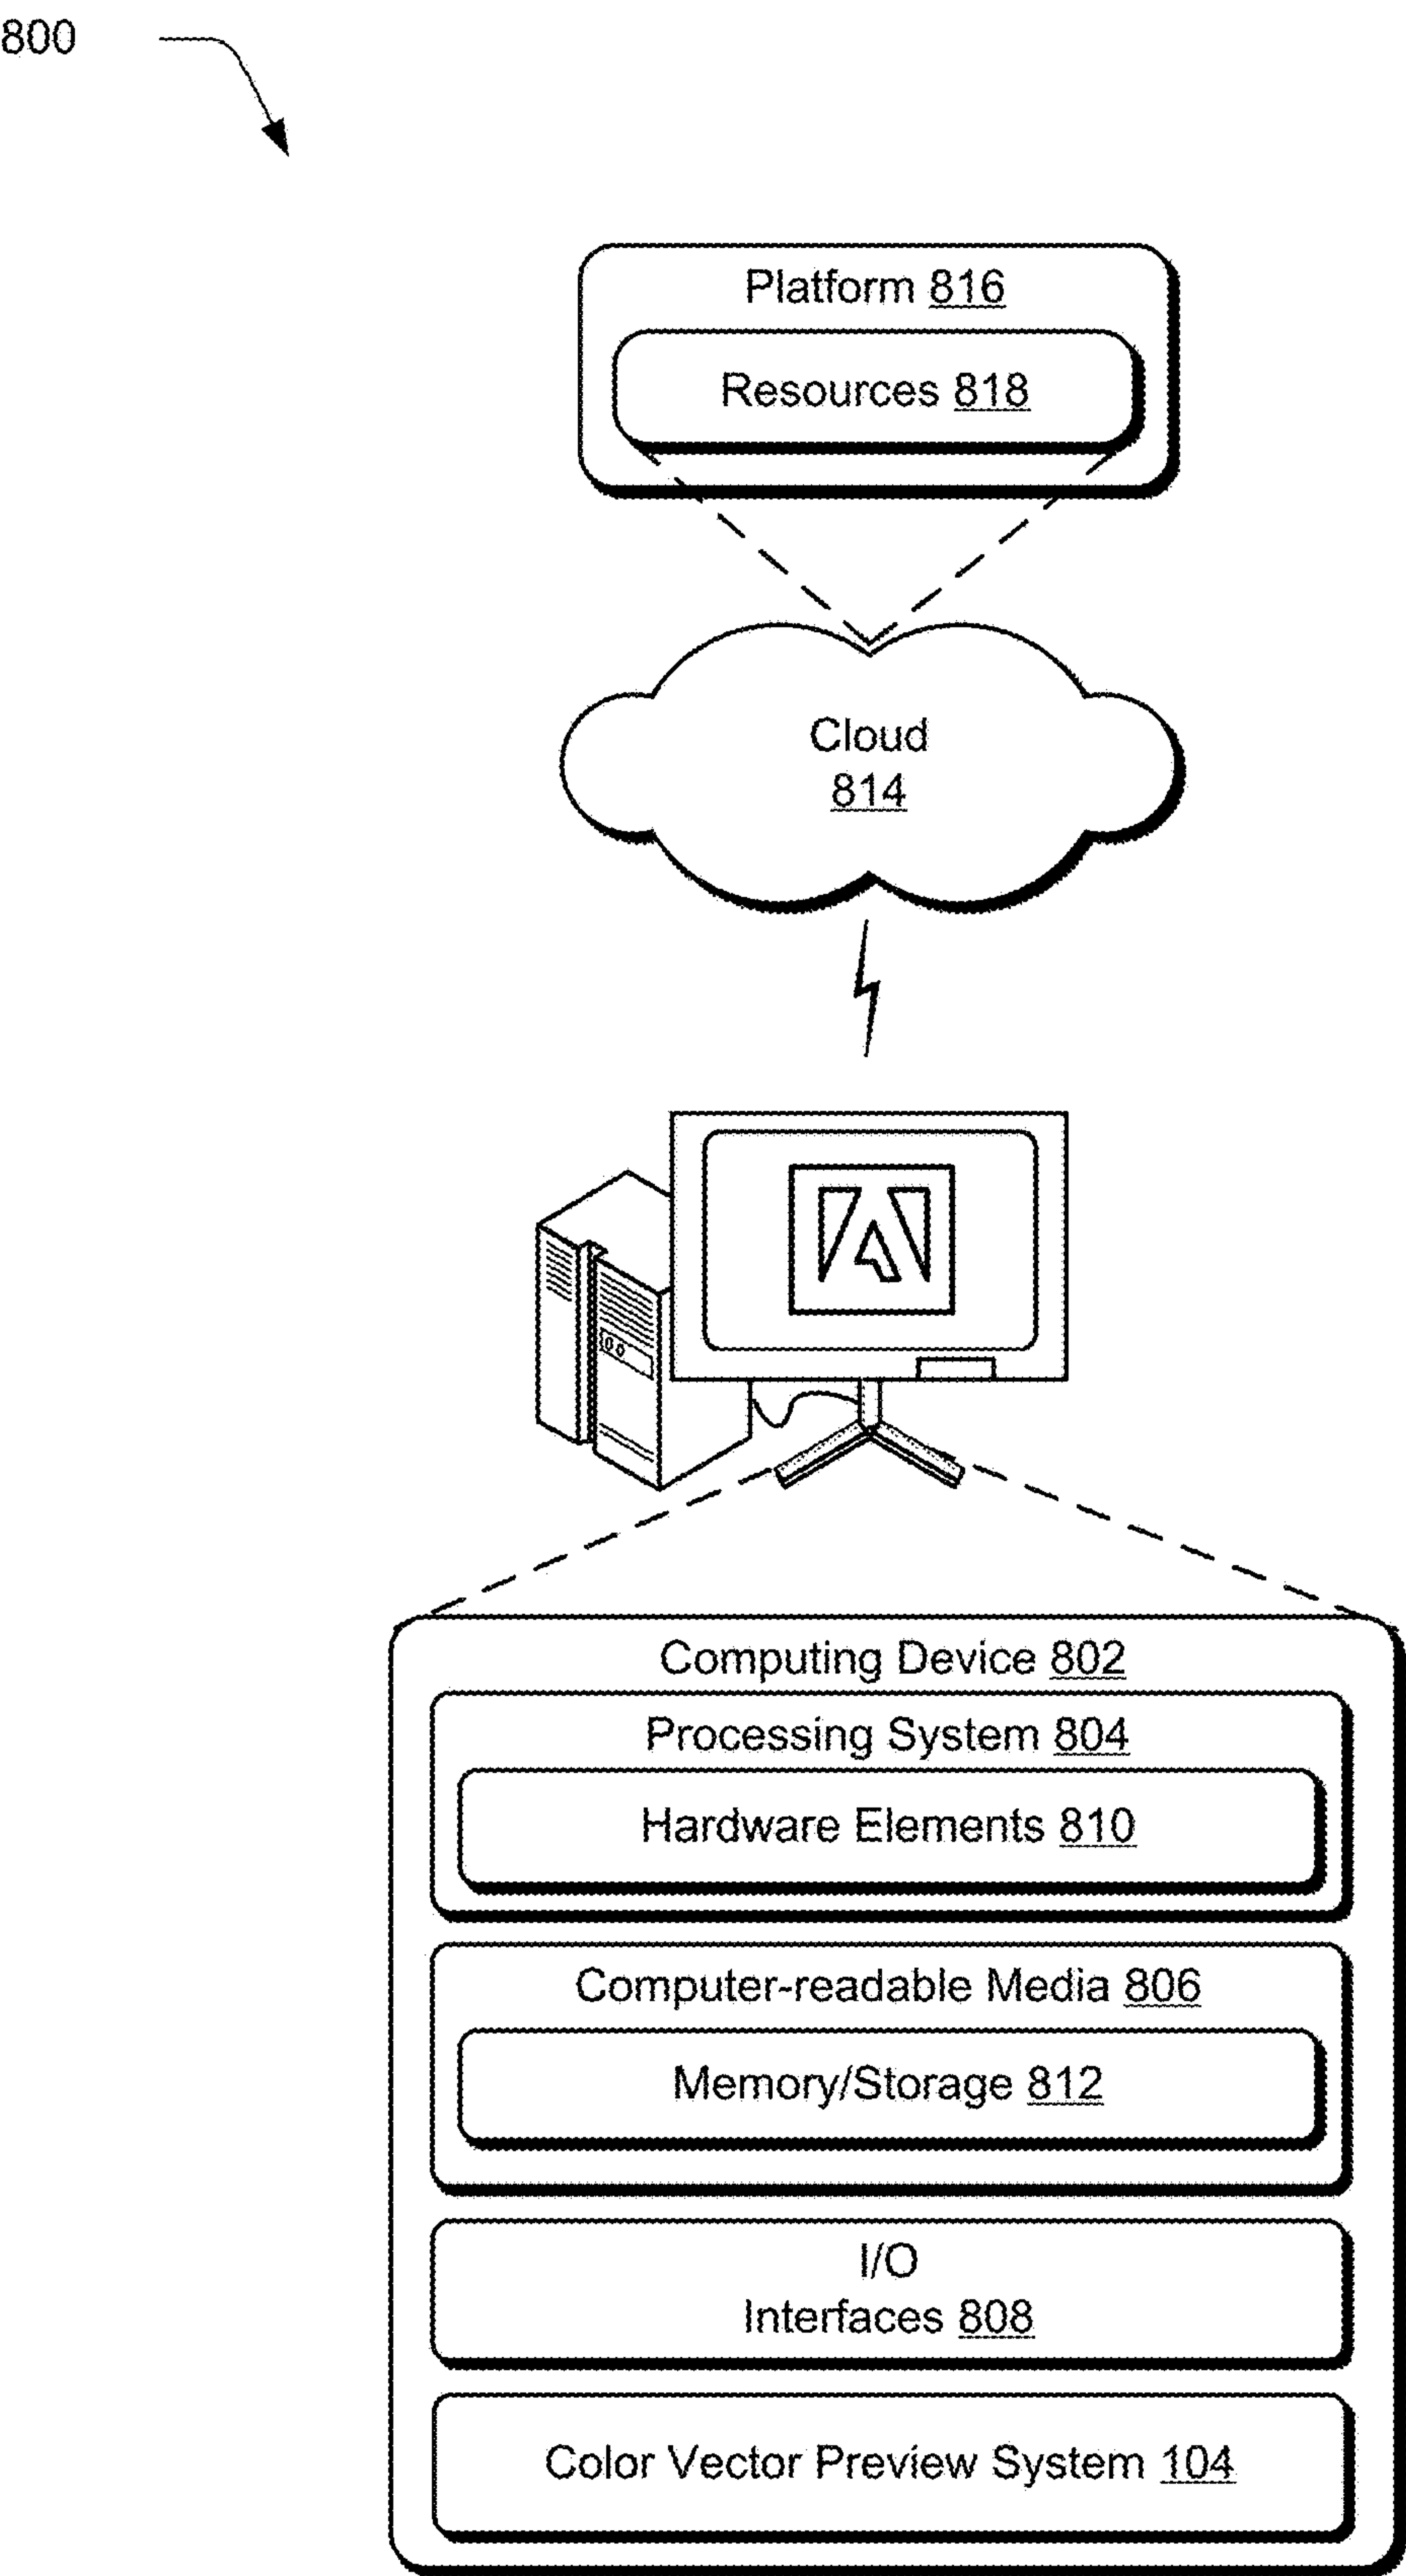 800
Platform 816
Resources 818
Cloud
814
Computing Device 802
Processing System 804
Hardware Elements 810
Computer-readable Media 806
Memory/Storage 812
I/O
Interfaces 808
Color Vector Preview System 104